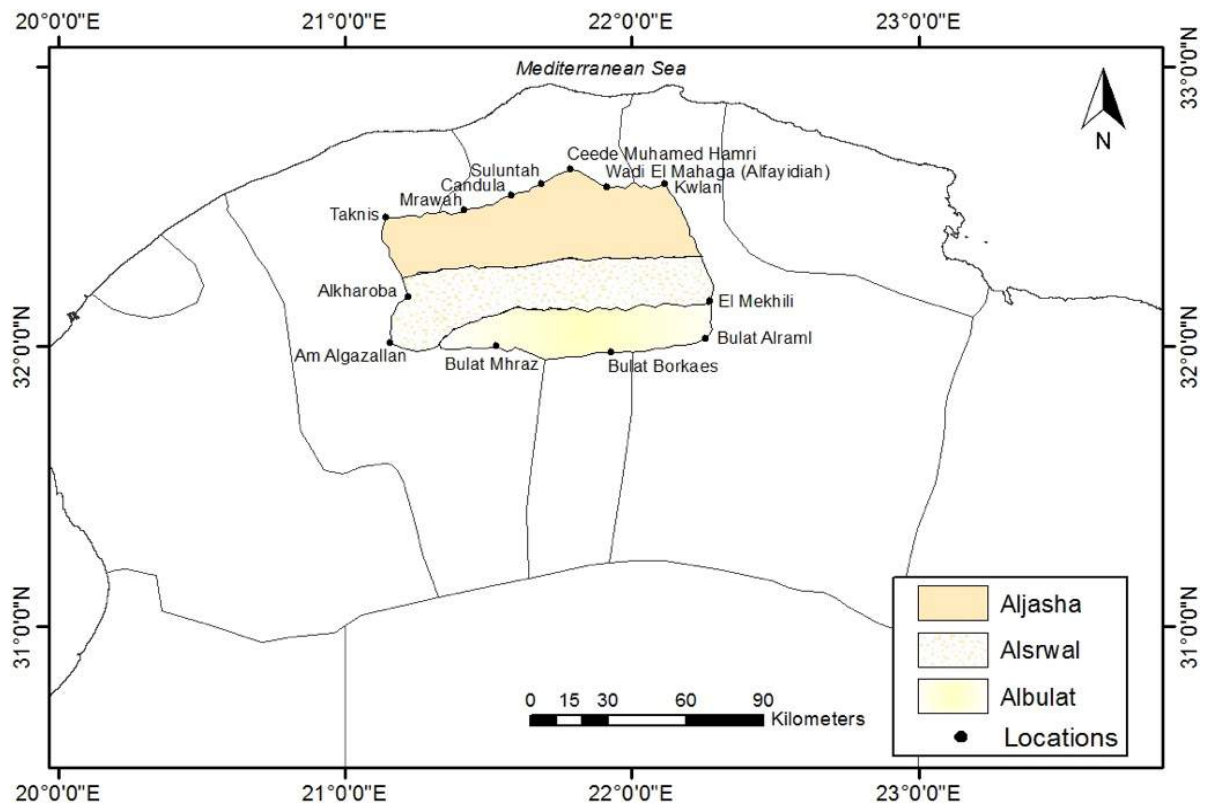 20°0'0"E 21°0'0"E 22°0'0"E 23°0'0"E
33°0'0"N
33°0'0"N
Mediterranean Sea
N
Ceede Muhamed Hamri
Suluntah
Wadi El Mahaga (Alfayidiah)
Candula
Kwlan
Mrawah
Taknis
Alkharoba
El Mekhili
Am Algazallan
Bulat Alraml
Bulat Mhraz
Bulat Borkaes
32°0'0"N
32°0'0"N
31°0'0"N
31°0'0"N
Aljasha
Alsrwal
Albulat
Locations
0 15 30 60 90
Kilometers
20°0'0"E 21°0'0"E 22°0'0"E 23°0'0"E